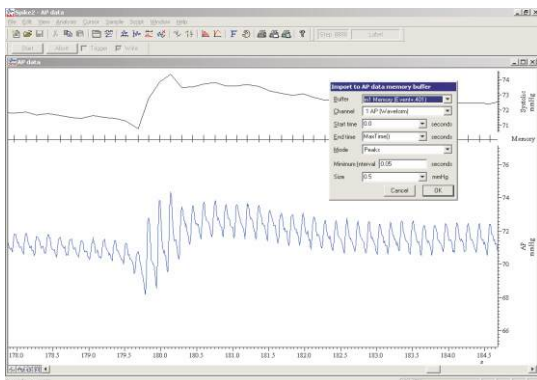 Spike2 - AP data
File Edit View Analysis Cursor Sample Script Window Help
Start Abort Trigger Write
AP data
Import to AP data memory buffer
Buffer m1 Memory (Event+ 401)
Channel 1 AP (Waveform)
Start time 0.0 seconds
End time MaxTime() seconds
Mode Peaks
Minimum Interval 0.05 seconds
Size 0.5 mmHg
Cancel OK
74
73
72
71
Systolic
mmHg
Memory
76
74
72
70
68
66
AP
mmHg
178.0 178.5 179.0 179.5 180.0 180.5 181.0 181.5 182.0 182.5 183.0 183.5 184.0 184.5
s